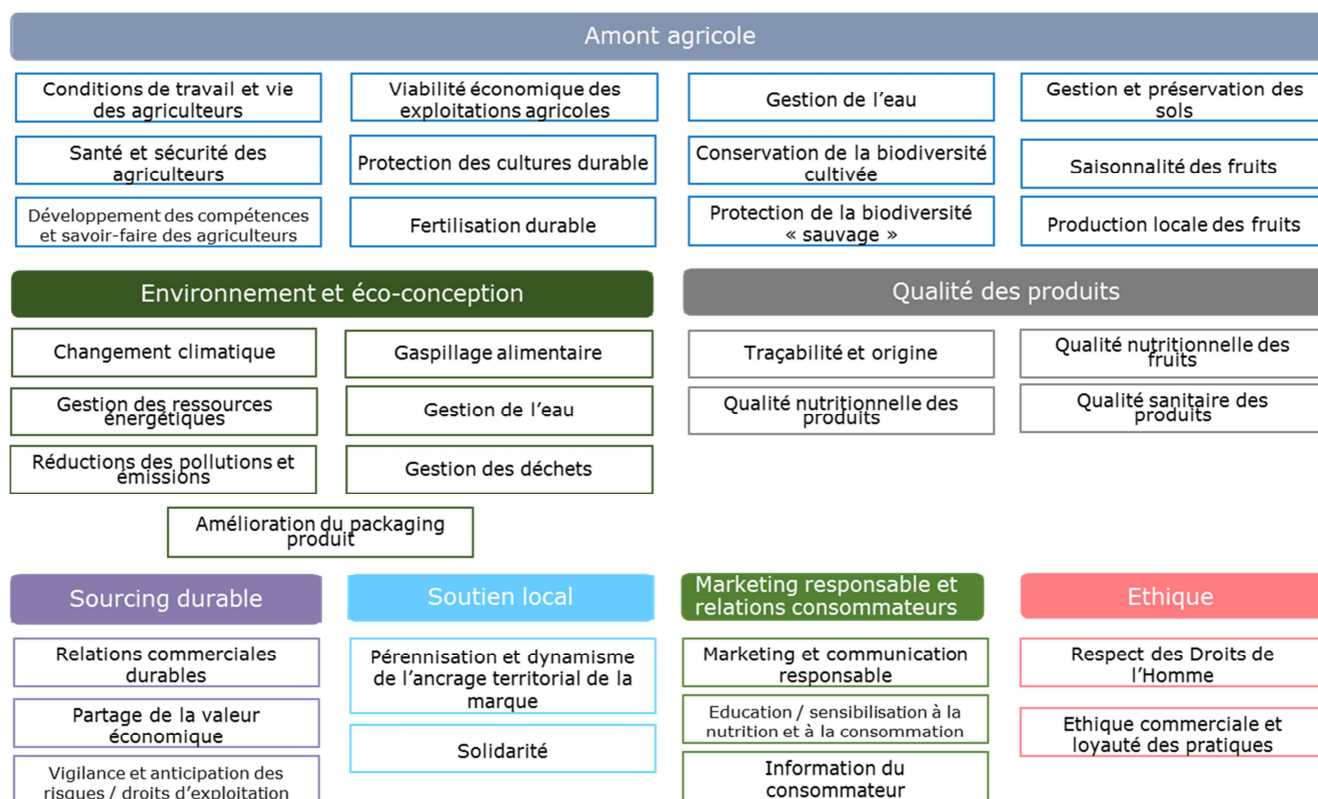 Amont agricole
Conditions de travail et vie
des agriculteurs
Viabilité économique des
exploitations agricoles
Gestion de l'eau
Gestion et préservation des
sols
Santé et sécurité des
agriculteurs
Protection des cultures durable
Conservation de la biodiversité
cultivée
Saisonnalité des fruits
Développement des compétences
et savoir-faire des agriculteurs
Fertilisation durable
Protection de la biodiversité
« sauvage »
Production locale des fruits
Environnement et éco-conception
Changement climatique
Gaspillage alimentaire
Gestion des ressources
énergétiques
Gestion de l'eau
Réductions des pollutions et
émissions
Gestion des déchets
Amélioration du packaging
produit
Qualité des produits
Traçabilité et origine
Qualité nutritionnelle des
fruits
Qualité nutritionnelle des
produits
Qualité sanitaire des
produits
Sourcing durable
Relations commerciales
durables
Partage de la valeur
économique
Vigilance et anticipation des
risques / droits d'exploitation
Soutien local
Pérennisation et dynamisme
de l'ancrage territorial de la
marque
Solidarité
Marketing responsable et
relations consommateurs
Marketing et communication
responsable
Education / sensibilisation à la
nutrition et à la consommation
Information du
consommateur
Ethique
Respect des Droits de
l'Homme
Ethique commerciale et
loyauté des pratiques